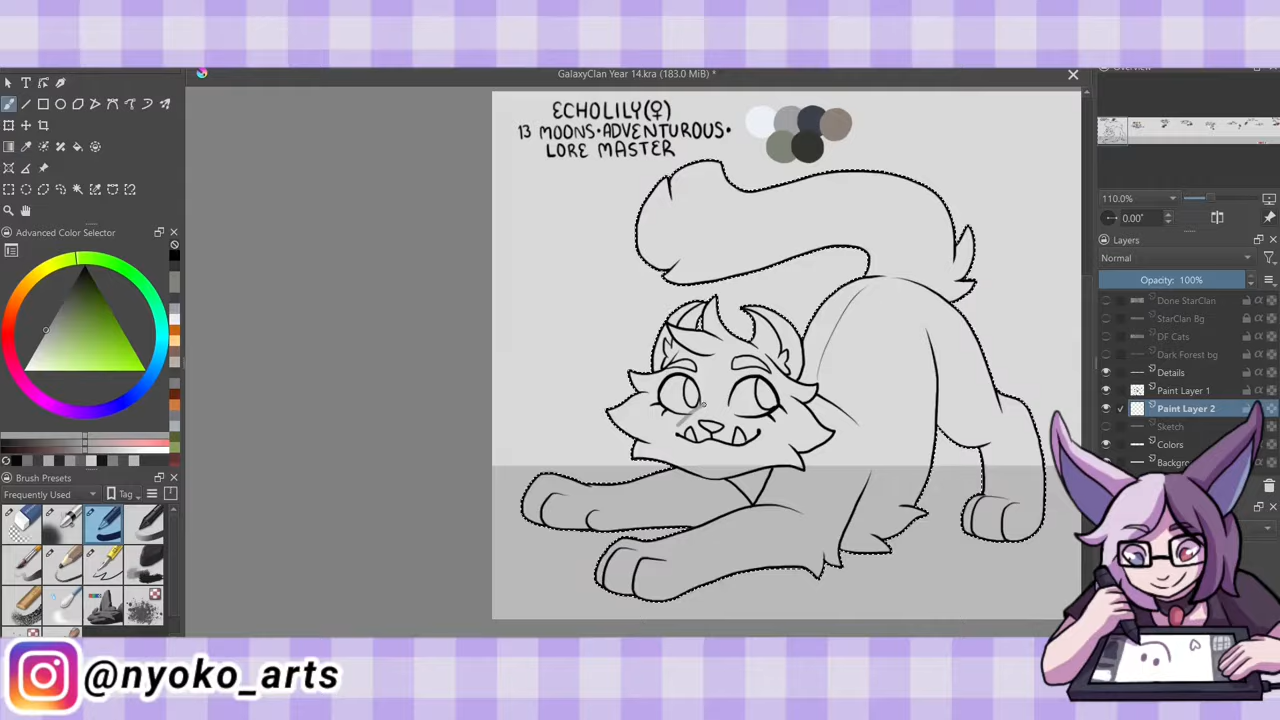 GalaxyClan Year 14.kra (183.0 MiB) *
ECHOLILY(♀)
13 MOONS•ADVENTUROUS•
LORE MASTER
110.0%
0.00°
Advanced Color Selector
Layers
Normal
Opacity: 100%
Done StarClan
StarClan Bg
DF Cats
Dark Forest bg
Details
Paint Layer 1
Paint Layer 2
Sketch
Colors
Brush Presets
Frequently Used
Tag
@nyoko_arts